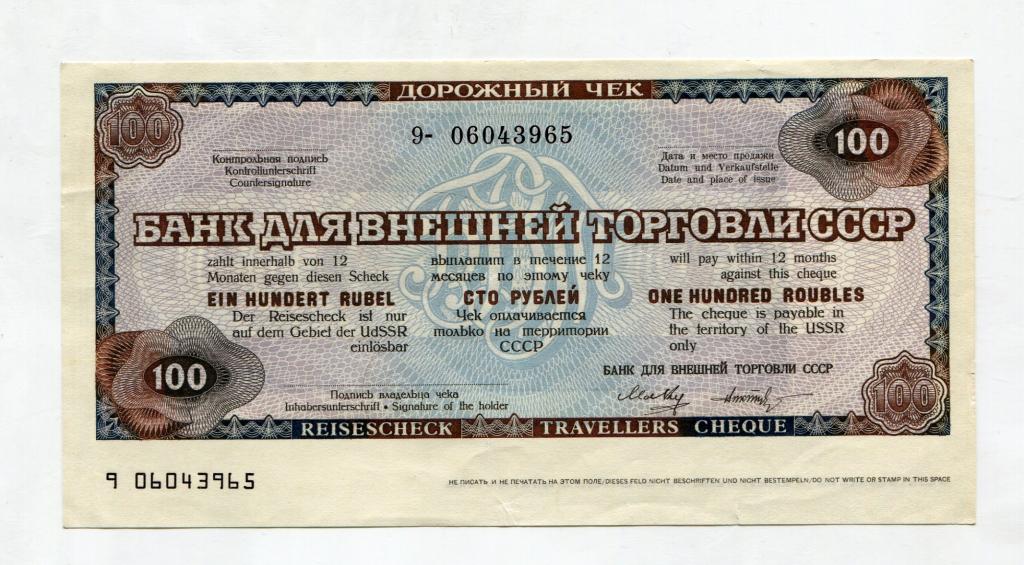 ДОРОЖНЫЙ ЧЕК
100
9- 06043965
100
Контрольная подпись
Kontrollunterschrift
Countersignature
Дата и место продажи
Datum und Verkaufstelle
Date and place of issue
БАНК ДЛЯ ВНЕШНЕЙ ТОРГОВЛИ СССР
zahlt innerhalb von 12
Monaten gegen diesen Scheck
EIN HUNDERT RUBEL
Der Reisescheck ist nur
auf dem Gebiet der UdSSR
einlösbar
выплатит в течение 12
месяцев по этому чеку
СТО РУБЛЕЙ
Чек оплачивается
только на территории
СССР
will pay within 12 months
against this cheque
ONE HUNDRED ROUBLES
The cheque is payable in
the territory of the USSR
only
БАНК ДЛЯ ВНЕШНЕЙ ТОРГОВЛИ СССР
100
100
Подпись владельца чека
Inhabersunterschrift • Signature of the holder
REISESCHECK TRAVELLERS CHEQUE
9 06043965
НЕ ПИСАТЬ И НЕ ПЕЧАТАТЬ НА ЭТОМ ПОЛЕ/DIESES FELD NICHT BESCHRIFTEN UND NICHT BESTEMPELN/DO NOT WRITE OR STAMP IN THIS SPACE